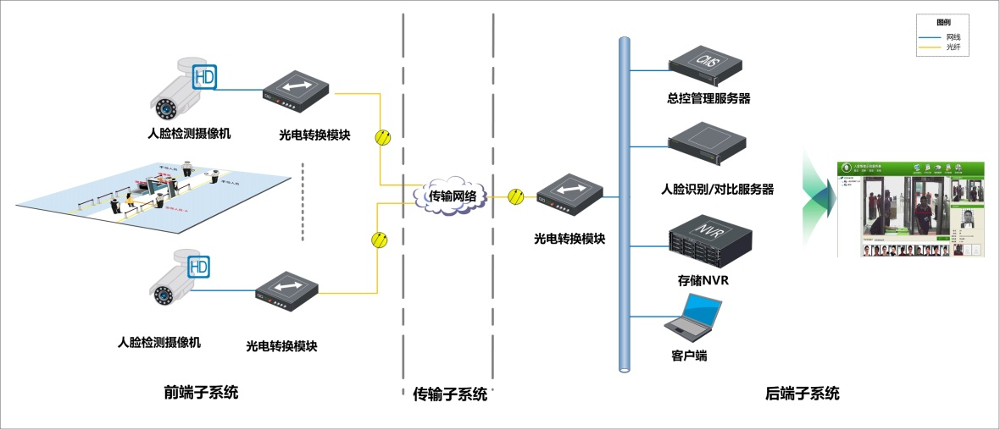 图例
网线
光纤
HD
人脸检测摄像机
光电转换模块
CMS
总控管理服务器
人脸识别/对比服务器
传输网络
光电转换模块
NVR
存储NVR
HD
人脸检测摄像机
光电转换模块
客户端
前端子系统
传输子系统
后端子系统